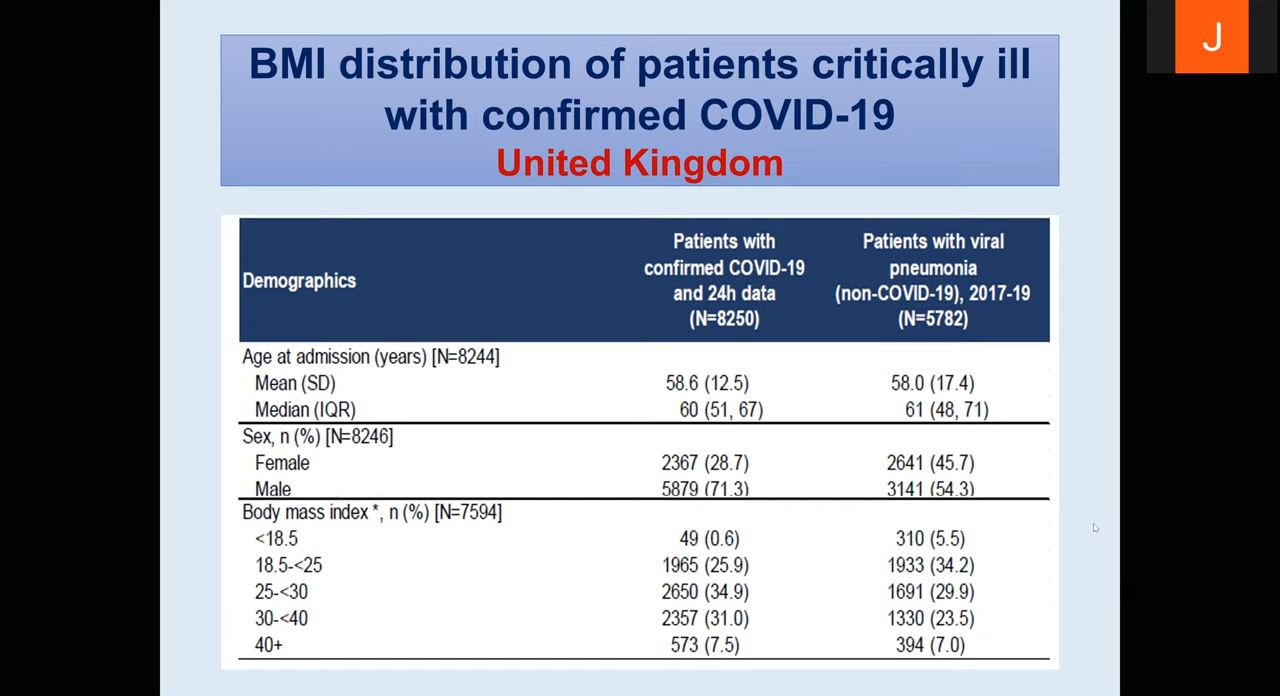 J
BMI distribution of patients critically ill
with confirmed COVID-19
United Kingdom
Demographics
Patients with
confirmed COVID-19
and 24h data
(N=8250)
Patients with viral
pneumonia
(non-COVID-19), 2017-19
(N=5782)
Age at admission (years) [N=8244]
Mean (SD) 58.6 (12.5) 58.0 (17.4)
Median (IQR) 60 (51, 67) 61 (48, 71)
Sex, n (%) [N=8246]
Female 2367 (28.7) 2641 (45.7)
Male 5879 (71.3) 3141 (54.3)
Body mass index *, n (%) [N=7594]
<18.5 49 (0.6) 310 (5.5)
18.5-<25 1965 (25.9) 1933 (34.2)
25-<30 2650 (34.9) 1691 (29.9)
30-<40 2357 (31.0) 1330 (23.5)
40+ 573 (7.5) 394 (7.0)